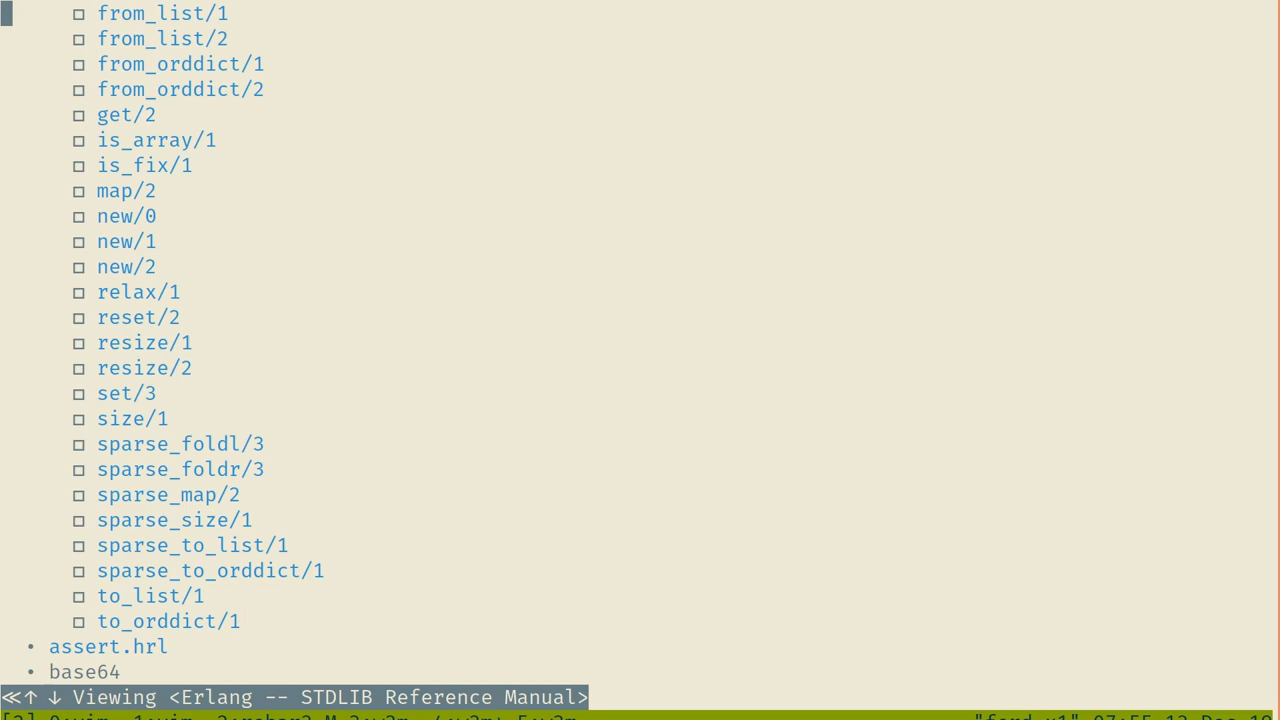 □ from_list/1
□ from_list/2
□ from_orddict/1
□ from_orddict/2
□ get/2
□ is_array/1
□ is_fix/1
□ map/2
□ new/0
□ new/1
□ new/2
□ relax/1
□ reset/2
□ resize/1
□ resize/2
□ set/3
□ size/1
□ sparse_foldl/3
□ sparse_foldr/3
□ sparse_map/2
□ sparse_size/1
□ sparse_to_list/1
□ sparse_to_orddict/1
□ to_list/1
□ to_orddict/1
• assert.hrl
• base64
≪↑ ↓ Viewing <Erlang -- STDLIB Reference Manual>